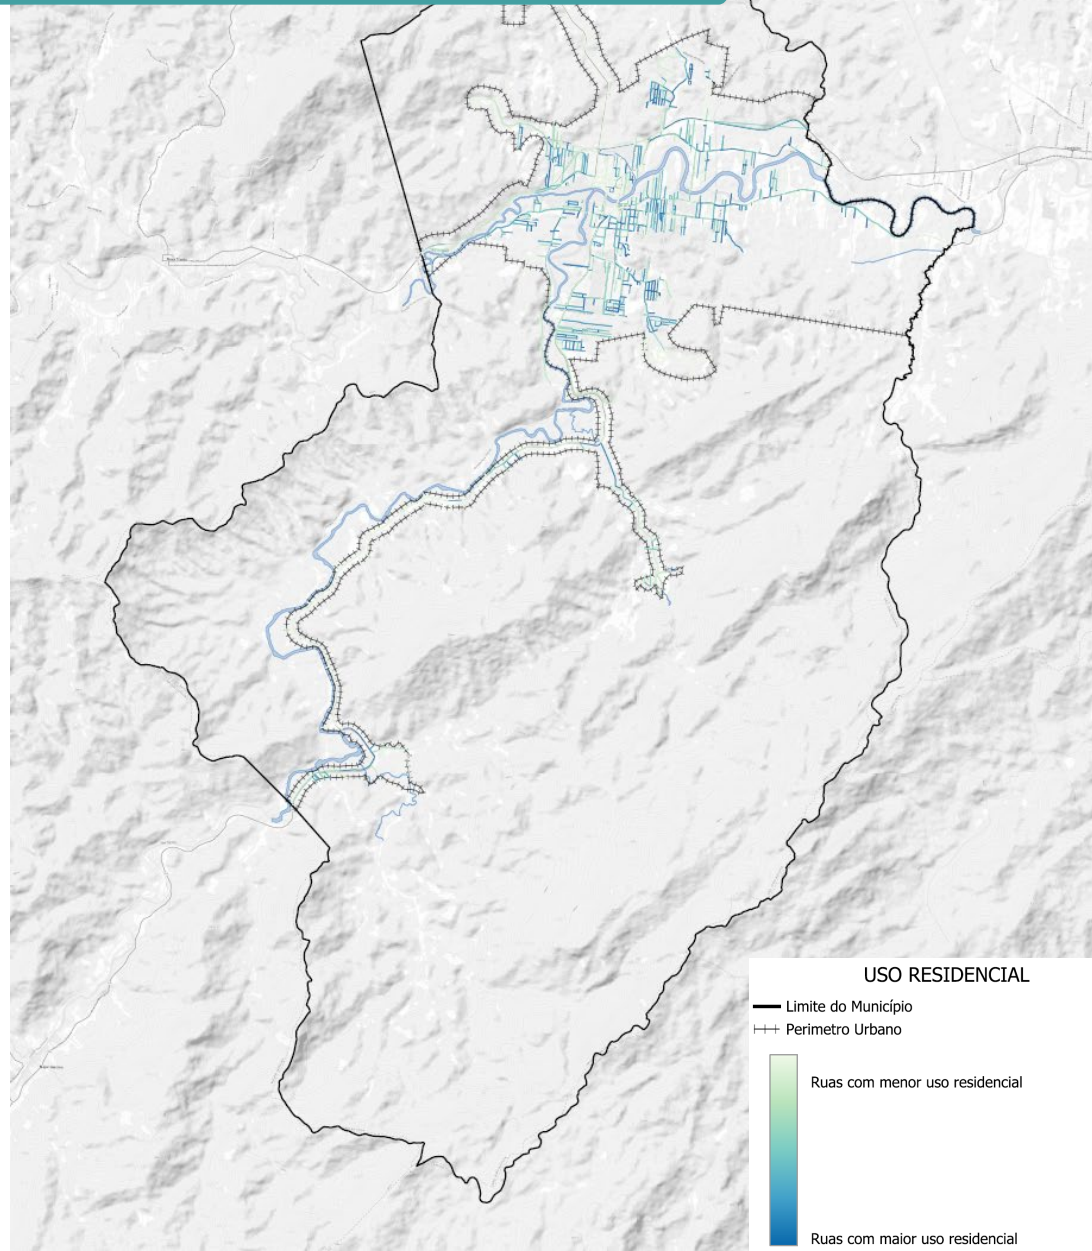 USO RESIDENCIAL
Limite do Município
Perimetro Urbano
Ruas com menor uso residencial
Ruas com maior uso residencial